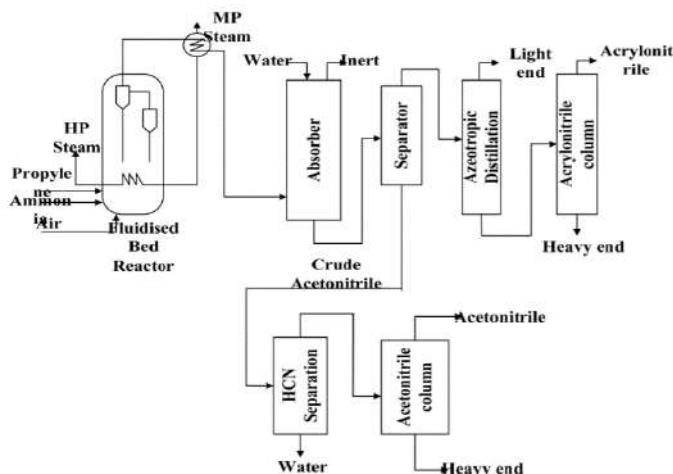 MP
Steam
Water
Inert
Light
end
Acrylonit
rile
HP
Steam
Propyle
ne
Ammon
ia
Air
Fluidised
Bed
Reactor
Absorber
Separator
Azeotropic
Distillation
Acrylonitrile
column
Heavy end
Crude
Acetonitrile
HCN
Separation
Water
Acetonitrile
column
Acetonitrile
Heavy end